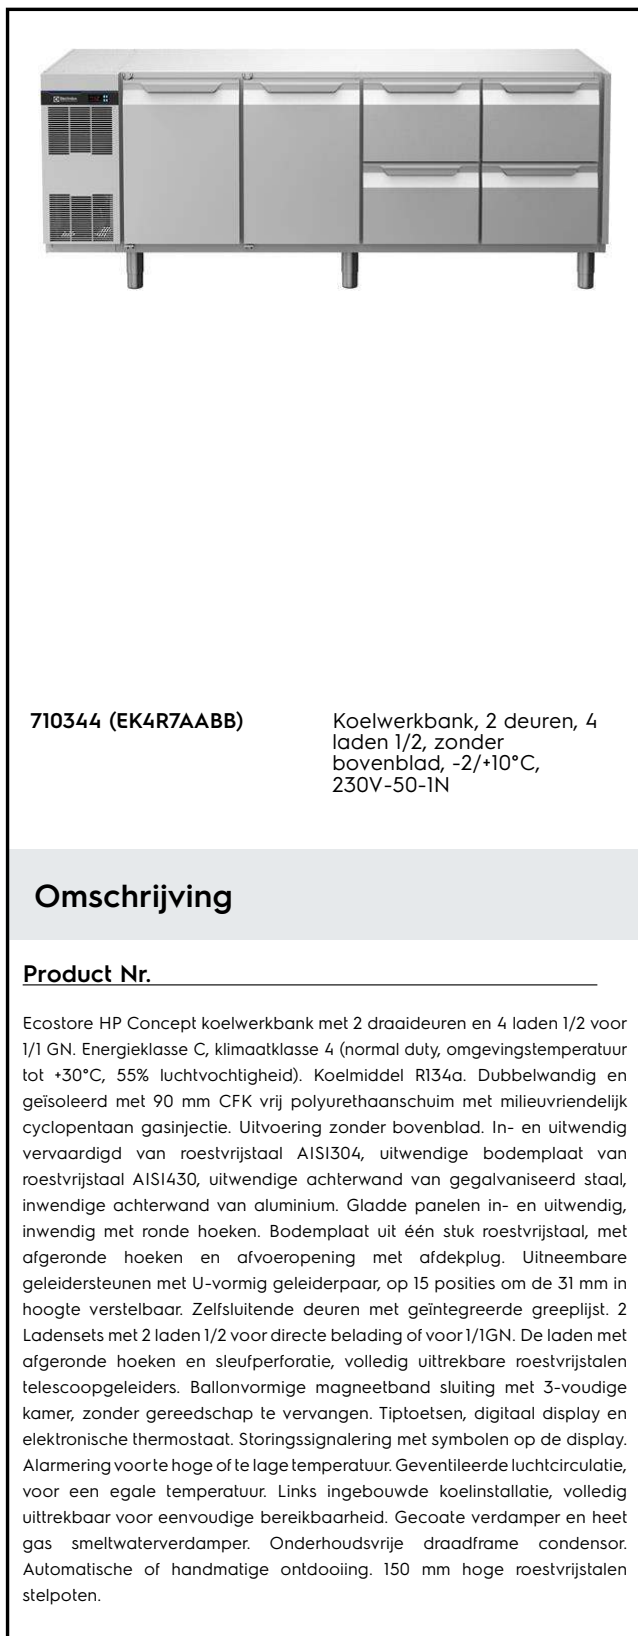 Electrolux
710344 (EK4R7AABB)
Koelwerkbank, 2 deuren, 4
laden 1/2, zonder
bovenblad, -2/+10°C,
230V-50-1N
Omschrijving
Product Nr.
Ecostore HP Concept koelwerkbank met 2 draaideuren en 4 laden 1/2 voor
1/1 GN. Energieklasse C, klimaatklasse 4 (normal duty, omgevingstemperatuur
tot +30°C, 55% luchtvochtigheid). Koelmiddel R134a. Dubbelwandig en
geïsoleerd met 90 mm CFK vrij polyurethaanschuim met milieuvriendelijk
cyclopentaan gasinjectie. Uitvoering zonder bovenblad. In- en uitwendig
vervaardigd van roestvrijstaal AISI304, uitwendige bodemplaat van
roestvrijstaal AISI430, uitwendige achterwand van gegalvaniseerd staal,
inwendige achterwand van aluminium. Gladde panelen in- en uitwendig,
inwendig met ronde hoeken. Bodemplaat uit één stuk roestvrijstaal, met
afgeronde hoeken en afvoeropening met afdekplug. Uitneembare
geleidersteunen met U-vormig geleiderpaar, op 15 posities om de 31 mm in
hoogte verstelbaar. Zelfsluitende deuren met geïntegreerde greeplijst. 2
Ladensets met 2 laden 1/2 voor directe belading of voor 1/1GN. De laden met
afgeronde hoeken en sleufperforatie, volledig uittrekbare roestvrijstalen
telescoopgeleiders. Ballonvormige magneetband sluiting met 3-voudige
kamer, zonder gereedschap te vervangen. Tiptoetsen, digitaal display en
elektronische thermostaat. Storingssignalering met symbolen op de display.
Alarmering voor te hoge of te lage temperatuur. Geventileerde luchtcirculatie,
voor een egale temperatuur. Links ingebouwde koelinstallatie, volledig
uittrekbaar voor eenvoudige bereikbaarheid. Gecoate verdamper en heet
gas smeltwaterverdamper. Onderhoudsvrije draadframe condensor.
Automatische of handmatige ontdooiing. 150 mm hoge roestvrijstalen
stelpoten.